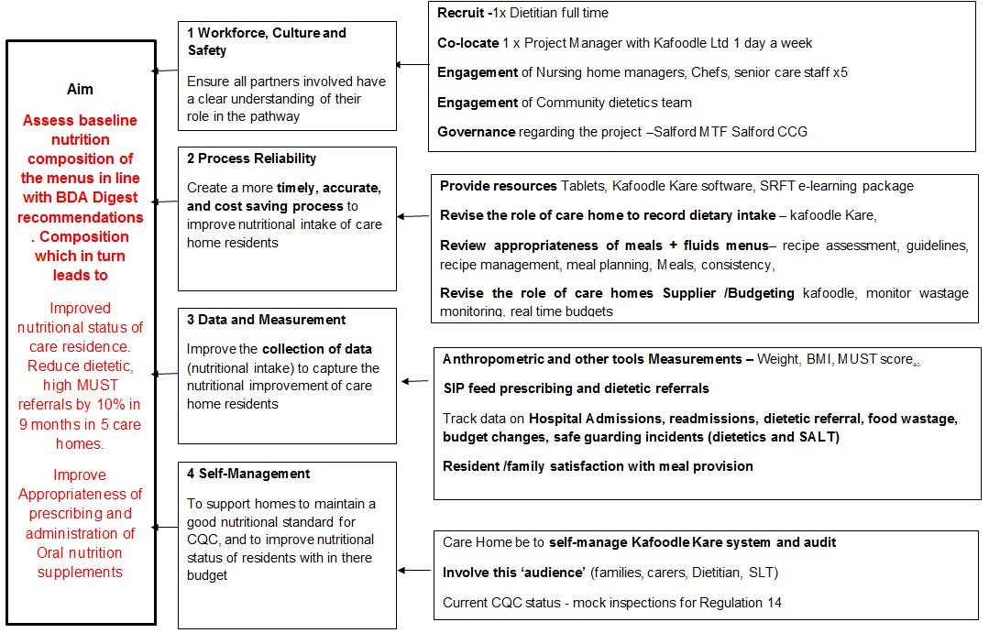 Aim
Assess baseline
nutrition
composition of
the menus in line
with BDA Digest
recommendations
. Composition
which in turn
leads to
Improved
nutritional status of
care residence.
Reduce dietetic,
high MUST
referrals by 10% in
9 months in 5 care
homes.
Improve
Appropriateness of
prescribing and
administration of
Oral nutrition
supplements
1 Workforce, Culture and
Safety
Ensure all partners involved have
a clear understanding of their
role in the pathway
2 Process Reliability
Create a more timely, accurate,
and cost saving process to
improve nutritional intake of care
home residents
3 Data and Measurement
Improve the collection of data
(nutritional intake) to capture the
nutritional improvement of care
home residents
4 Self-Management
To support homes to maintain a
good nutritional standard for
CQC, and to improve nutritional
status of residents with in there
budget
Recruit -1x Dietitian full time
Co-locate 1 x Project Manager with Kafoodle Ltd 1 day a week
Engagement of Nursing home managers, Chefs, senior care staff x5
Engagement of Community dietetics team
Governance regarding the project –Salford MTF Salford CCG
Provide resources Tablets, Kafoodle Kare software, SRFT e-learning package
Revise the role of care home to record dietary intake – kafoodle Kare,
Review appropriateness of meals + fluids menus– recipe assessment, guidelines,
recipe management, meal planning, Meals, consistency,
Revise the role of care homes Supplier /Budgeting kafoodle, monitor wastage
monitoring, real time budgets
Anthropometric and other tools Measurements – Weight, BMI, MUST score,.
SIP feed prescribing and dietetic referrals
Track data on Hospital Admissions, readmissions, dietetic referral, food wastage,
budget changes, safe guarding incidents (dietetics and SALT)
Resident /family satisfaction with meal provision
Care Home be to self-manage Kafoodle Kare system and audit
Involve this ‘audience’ (families, carers, Dietitian, SLT)
Current CQC status - mock inspections for Regulation 14